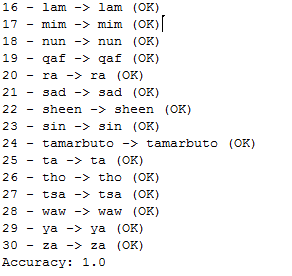 16 - lam -> lam (OK)
17 - mim -> mim (OK)
18 - nun -> nun (OK)
19 - qaf -> qaf (OK)
20 - ra -> ra (OK)
21 - sad -> sad (OK)
22 - sheen -> sheen (OK)
23 - sin -> sin (OK)
24 - tamarbuto -> tamarbuto (OK)
25 - ta -> ta (OK)
26 - tho -> tho (OK)
27 - tsa -> tsa (OK)
28 - waw -> waw (OK)
29 - ya -> ya (OK)
30 - za -> za (OK)
Accuracy: 1.0